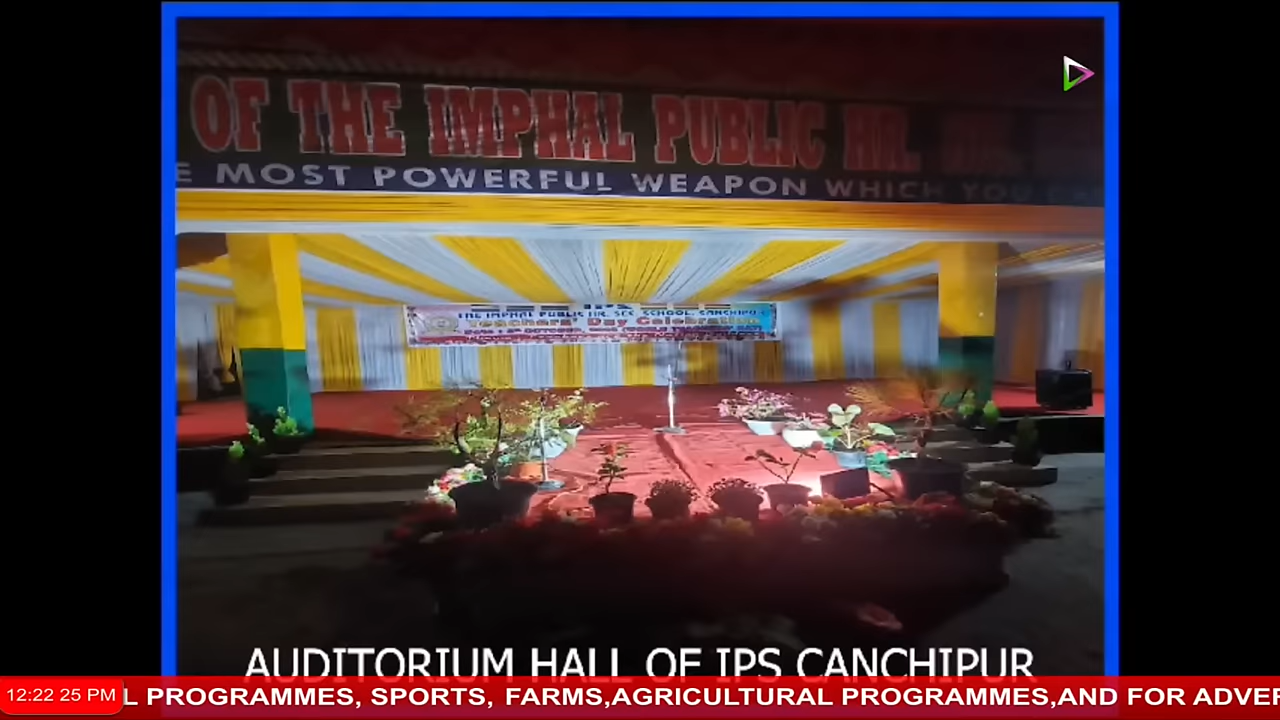 OF THE IMPHAL PUBLIC HR.
E MOST POWERFUL WEAPON WHICH YOU
IPS
THE IMPHAL PUBLIC HR. SEC. SCHOOL, CANCHIPUR
Teachers' Day Celebration
AUDITORIUM HALL OF IPS CANCHIPUR
12:22 25 PM
L PROGRAMMES, SPORTS, FARMS,AGRICULTURAL PROGRAMMES,AND FOR ADVER